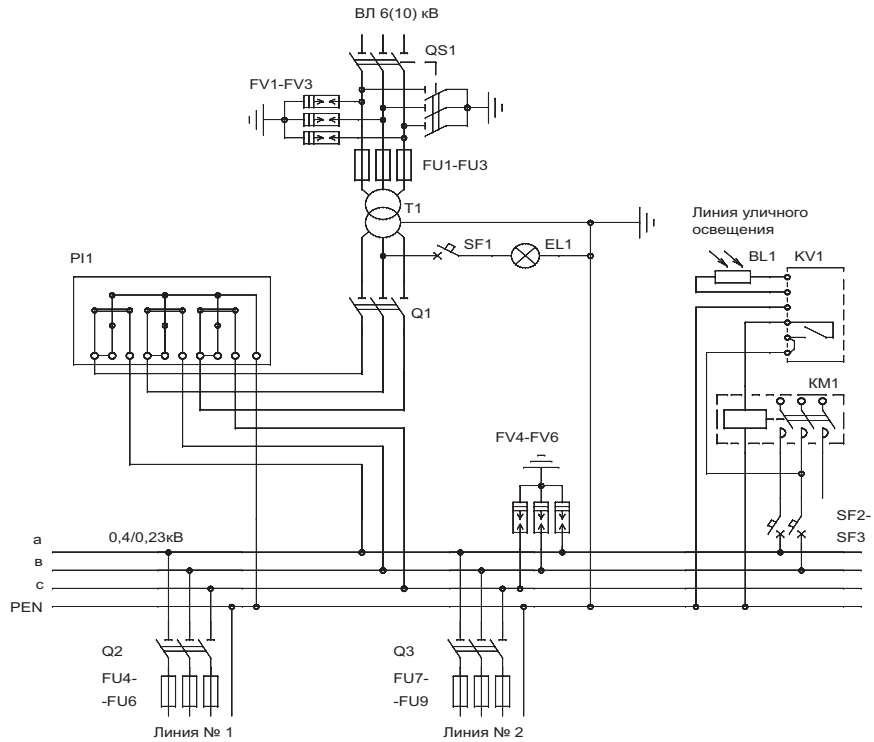 ВЛ 6(10) кВ
QS1
FV1-FV3
FU1-FU3
T1
SF1
EL1
Линия уличного
освещения
BL1
KV1
PI1
Q1
KM1
FV4-FV6
SF2-
SF3
а
0,4/0,23кВ
в
с
PEN
Q2
Q3
FU4-
-FU6
FU7-
-FU9
Линия № 1
Линия № 2